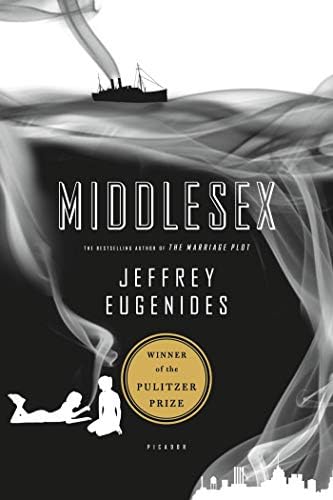 MIDDLESEX
THE BESTSELLING AUTHOR OF THE MARRIAGE PLOT
JEFFREY
EUGENIDES
WINNER
of the
PULITZER
PRIZE
PICADOR